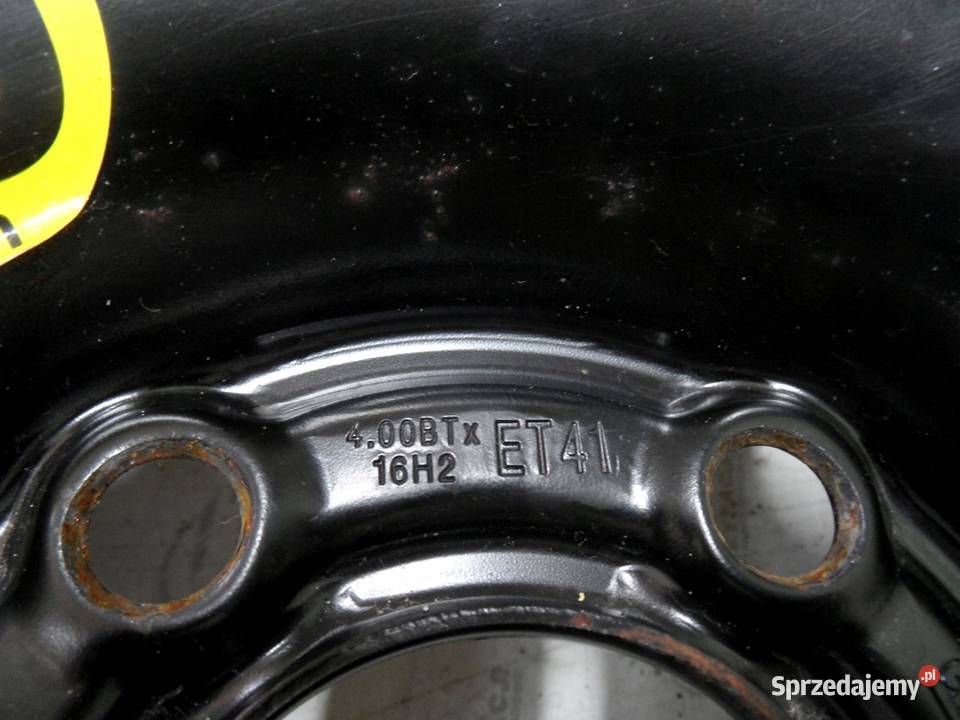 4.00BTx
16H2
ET41
Sprzedajemy.pl